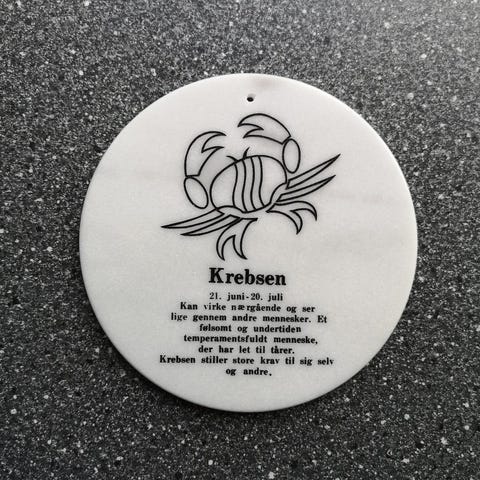 Krebsen
21. juni-20. juli
Kan virke nærgående og ser
lige gennem andre mennesker. Et
følsomt og undertiden
temperamentsfuldt menneske,
der har let til tårer.
Krebsen stiller store krav til sig selv
og andre.